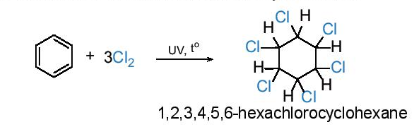 Cl H
H Cl
+ 3Cl₂ UV, t° Cl H
H Cl
Cl H
H Cl
1,2,3,4,5,6-hexachlorocyclohexane